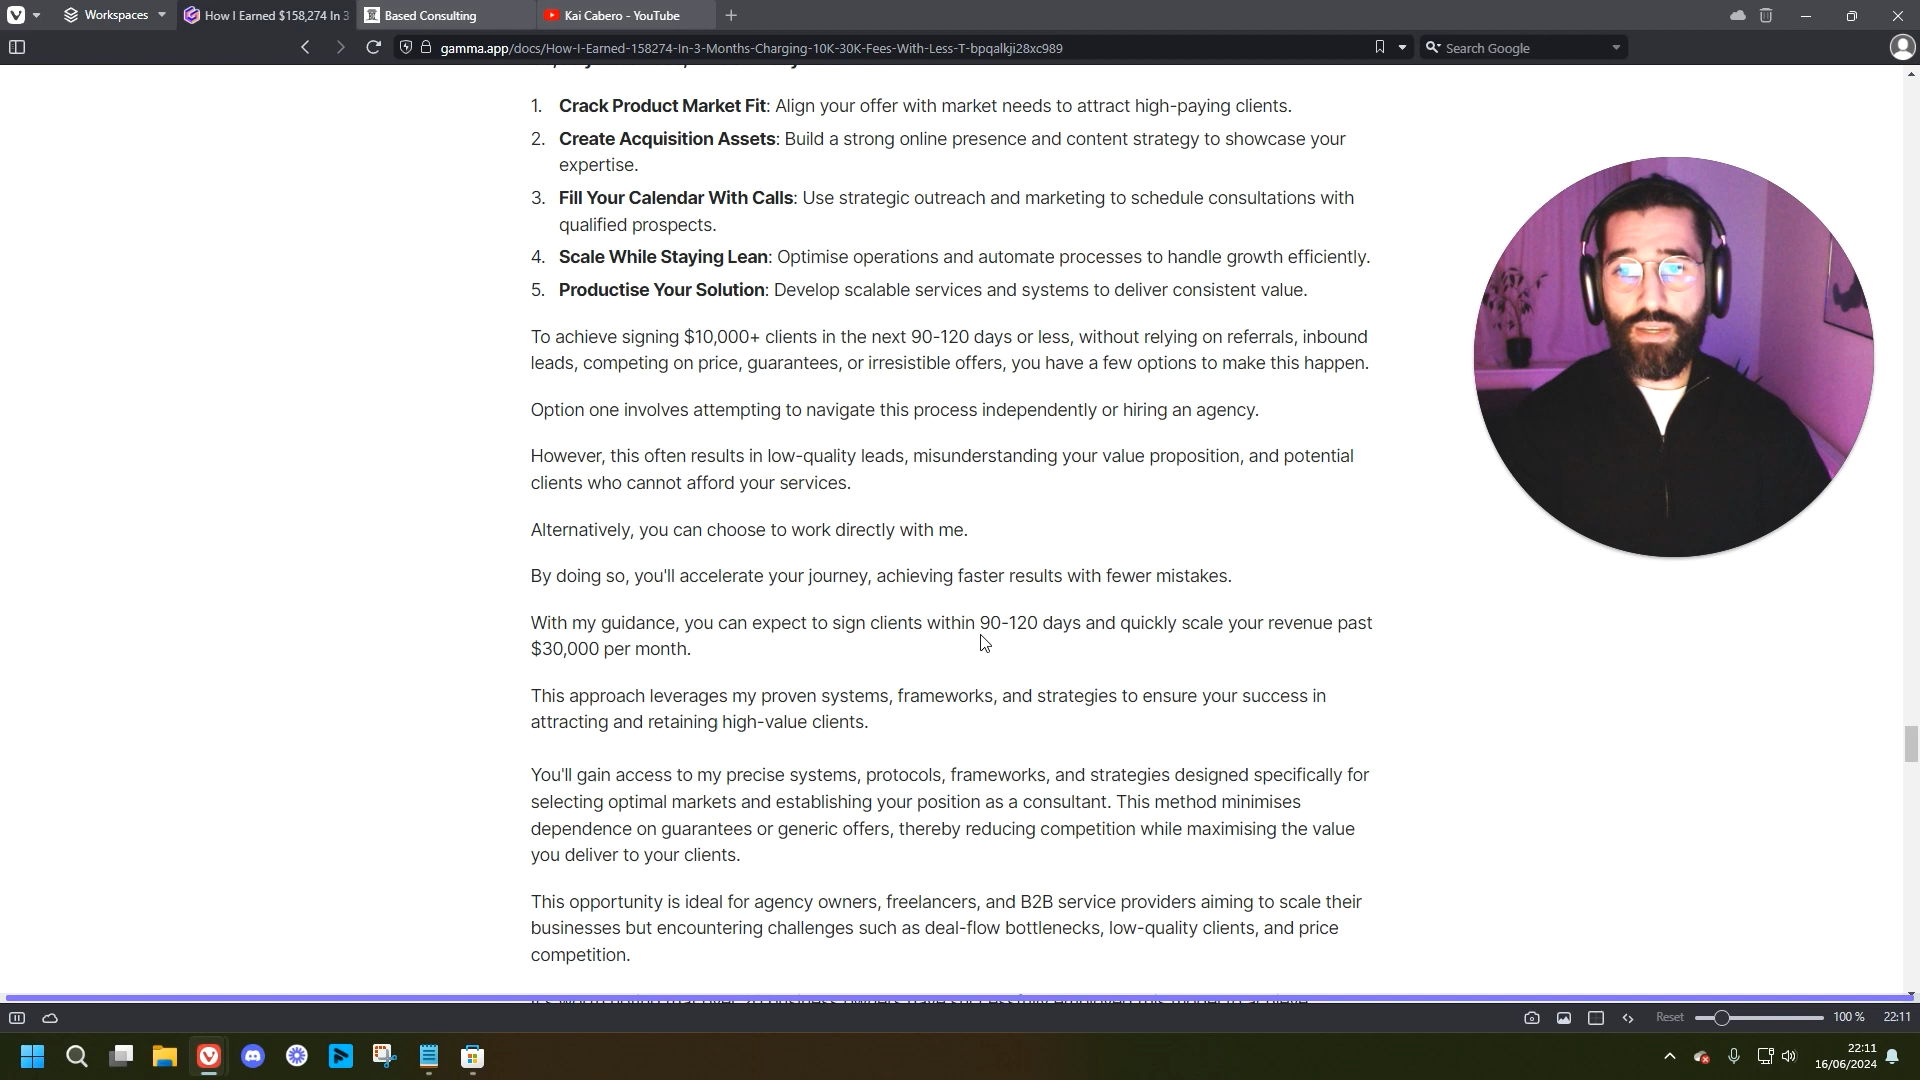 Workspaces
How I Earned $158,274 In 3
Based Consulting
Kai Cabero - YouTube
gamma.app/docs/How-I-Earned-158274-In-3-Months-Charging-10K-30K-Fees-With-Less-T-bpqalkji28xc989
Search Google
1. Crack Product Market Fit: Align your offer with market needs to attract high-paying clients.
2. Create Acquisition Assets: Build a strong online presence and content strategy to showcase your
expertise.
3. Fill Your Calendar With Calls: Use strategic outreach and marketing to schedule consultations with
qualified prospects.
4. Scale While Staying Lean: Optimise operations and automate processes to handle growth efficiently.
5. Productise Your Solution: Develop scalable services and systems to deliver consistent value.
To achieve signing $10,000+ clients in the next 90-120 days or less, without relying on referrals, inbound
leads, competing on price, guarantees, or irresistible offers, you have a few options to make this happen.
Option one involves attempting to navigate this process independently or hiring an agency.
However, this often results in low-quality leads, misunderstanding your value proposition, and potential
clients who cannot afford your services.
Alternatively, you can choose to work directly with me.
By doing so, you'll accelerate your journey, achieving faster results with fewer mistakes.
With my guidance, you can expect to sign clients within 90-120 days and quickly scale your revenue past
$30,000 per month.
This approach leverages my proven systems, frameworks, and strategies to ensure your success in
attracting and retaining high-value clients.
You'll gain access to my precise systems, protocols, frameworks, and strategies designed specifically for
selecting optimal markets and establishing your position as a consultant. This method minimises
dependence on guarantees or generic offers, thereby reducing competition while maximising the value
you deliver to your clients.
This opportunity is ideal for agency owners, freelancers, and B2B service providers aiming to scale their
businesses but encountering challenges such as deal-flow bottlenecks, low-quality clients, and price
competition.
Reset
100 %
22:11
22:11
16/06/2024